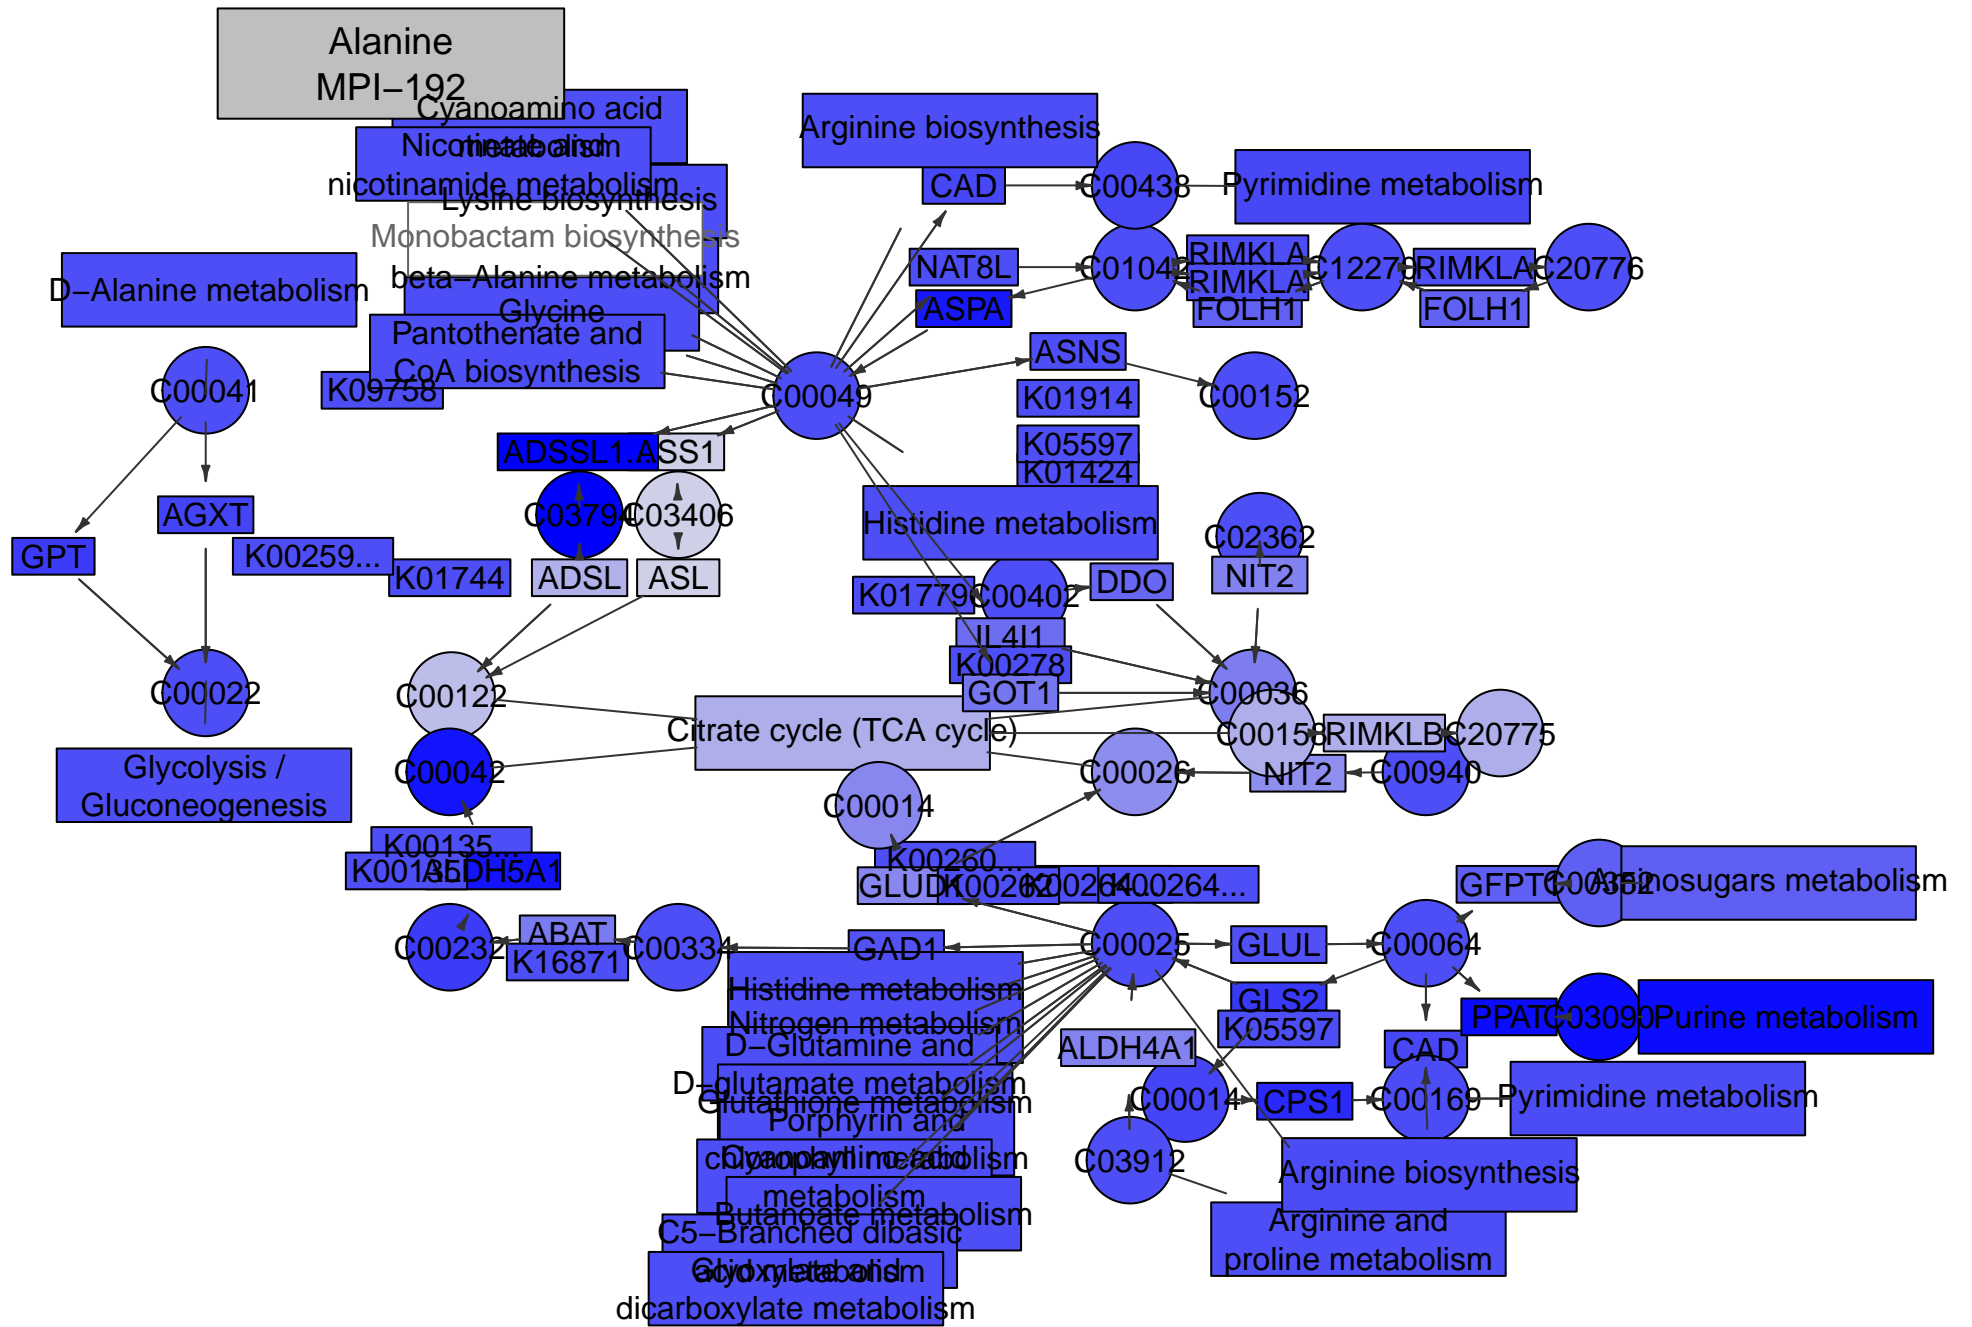 Alanine
MPI−192
Cyanoamino acid
metabolism
Nicotinate and
nicotinamide metabolism
Lysine biosynthesis
Monobactam biosynthesis
beta−Alanine metabolism
Glycine
Pantothenate and
CoA biosynthesis
Arginine biosynthesis
CAD
C00438
Pyrimidine metabolism
D−Alanine metabolism
NAT8L
C01042
RIMKLA
RIMKLA
FOLH1
C12270
RIMKLA
FOLH1
C20776
ASPA
C00041
K09758
C00049
ASNS
C00152
K01914
K05597
K01424
ADSSL1...
ASS1
C03794
C03406
AGXT
GPT
K00259...
K01744
ADSL
ASL
Histidine metabolism
C02362
NIT2
K01779
C00402
DDO
IL4I1
K00278
GOT1
C00022
C00122
C00036
Citrate cycle (TCA cycle)
C00158
RIMKLB
C20775
Glycolysis /
Gluconeogenesis
C00042
C00026
NIT2
C00940
C00014
K00135...
K00135
ALDH5A1
K00260...
GLUD1
K00262
K00264...
K00264...
GFPT1
C00352
Aminosugars metabolism
C00232
ABAT
K16871
C00334
GAD1
C00025
GLUL
C00064
Histidine metabolism
Nitrogen metabolism
D−Glutamine and
D−glutamate metabolism
Glutathione metabolism
Porphyrin and
chlorophyll metabolism
Cyanoamino acid
metabolism
Butanoate metabolism
C5−Branched dibasic
acid metabolism
Glyoxylate and
dicarboxylate metabolism
GLS2
K05597
PPAT
C03090
Purine metabolism
ALDH4A1
CAD
C00014
CPS1
C00169
Pyrimidine metabolism
C03912
Arginine biosynthesis
Arginine and
proline metabolism